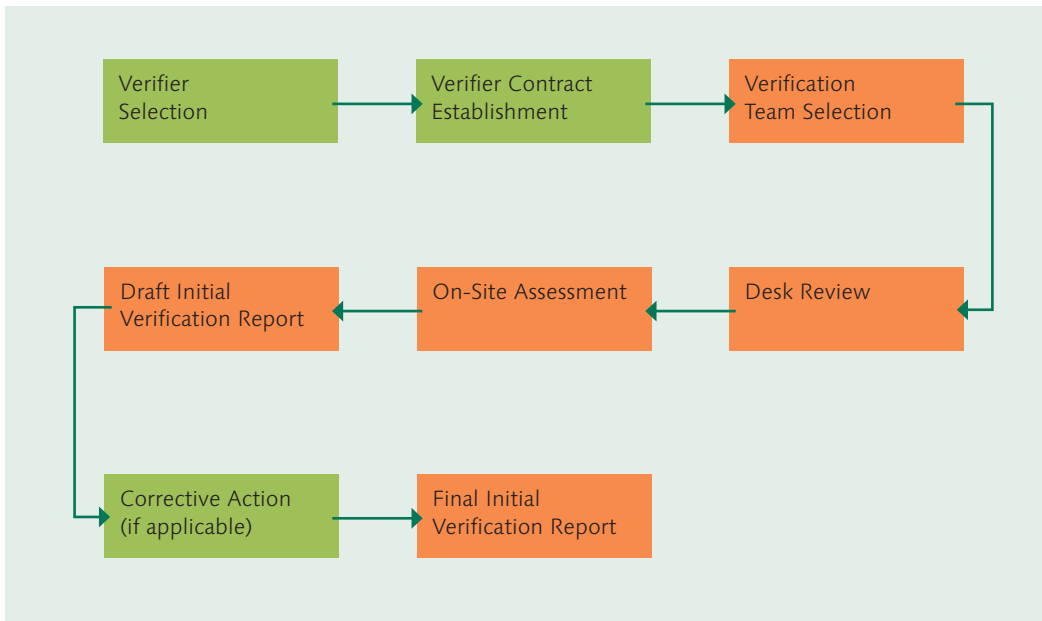 Verifier
Selection
Verifier Contract
Establishment
Verification
Team Selection
Desk Review
On-Site Assessment
Draft Initial
Verification Report
Corrective Action
(if applicable)
Final Initial
Verification Report